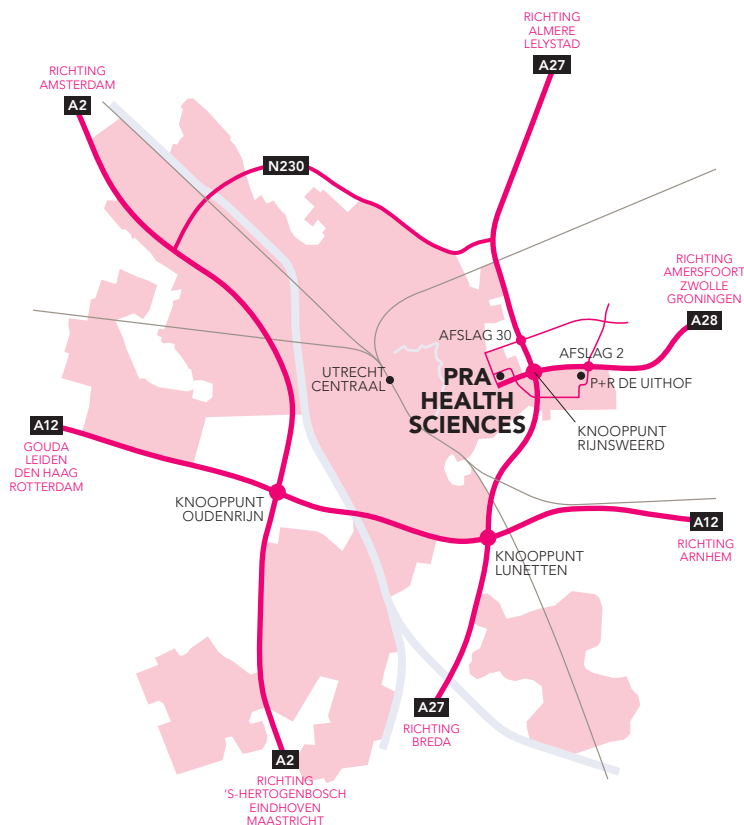 RICHTING
ALMERE
LELYSTAD
A27
RICHTING
AMSTERDAM
A2
N230
RICHTING
AMERSFOORT
ZWOLLE
GRONINGEN
A28
AFSLAG 30
AFSLAG 2
UTRECHT
CENTRAAL
PRA
HEALTH
SCIENCES
P+R DE UITHOF
KNOOPPUNT
RIJNSWEERD
A12
GOUDA
LEIDEN
DEN HAAG
ROTTERDAM
KNOOPPUNT
OUDENRIJN
A12
RICHTING
ARNHEM
KNOOPPUNT
LUNETTEN
A27
RICHTING
BREDA
A2
RICHTING
'S-HERTOGENBOSCH
EINDHOVEN
MAASTRICHT